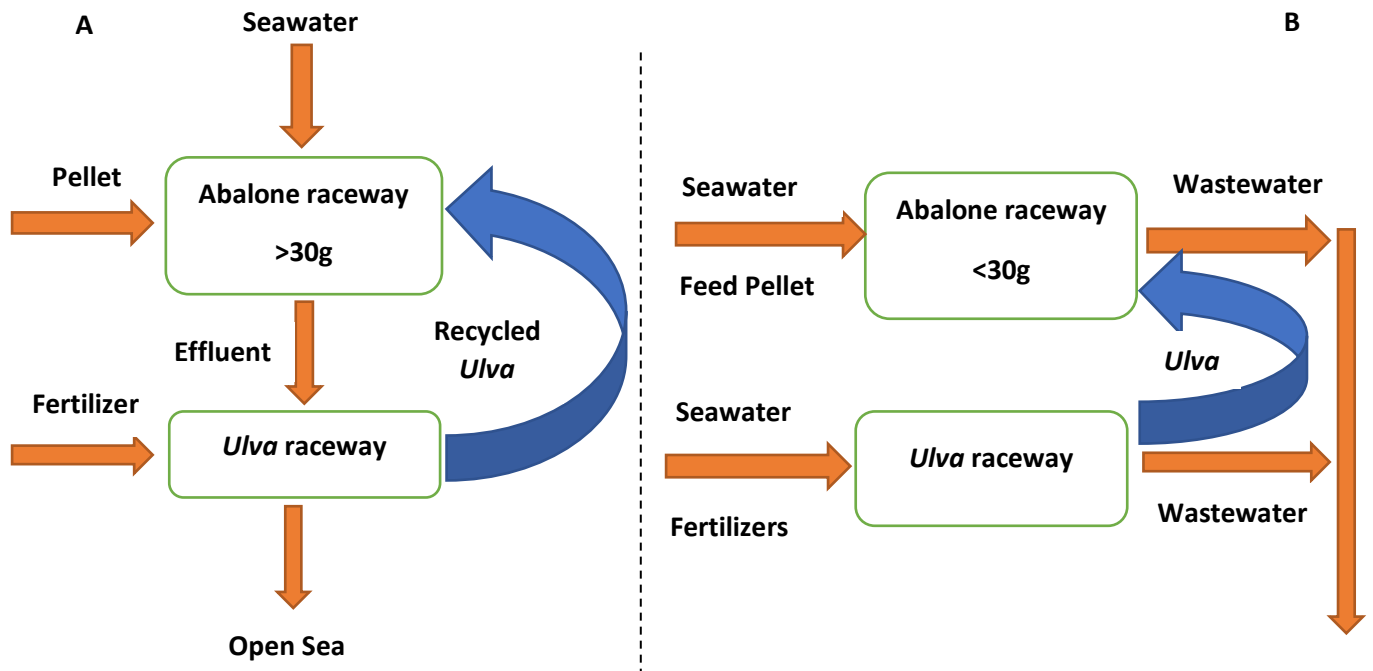 A
Seawater
Pellet
Abalone raceway
>30g
Effluent
Recycled
Ulva
Fertilizer
Ulva raceway
Open Sea
B
Seawater
Feed Pellet
Abalone raceway
<30g
Wastewater
Ulva
Seawater
Fertilizers
Ulva raceway
Wastewater